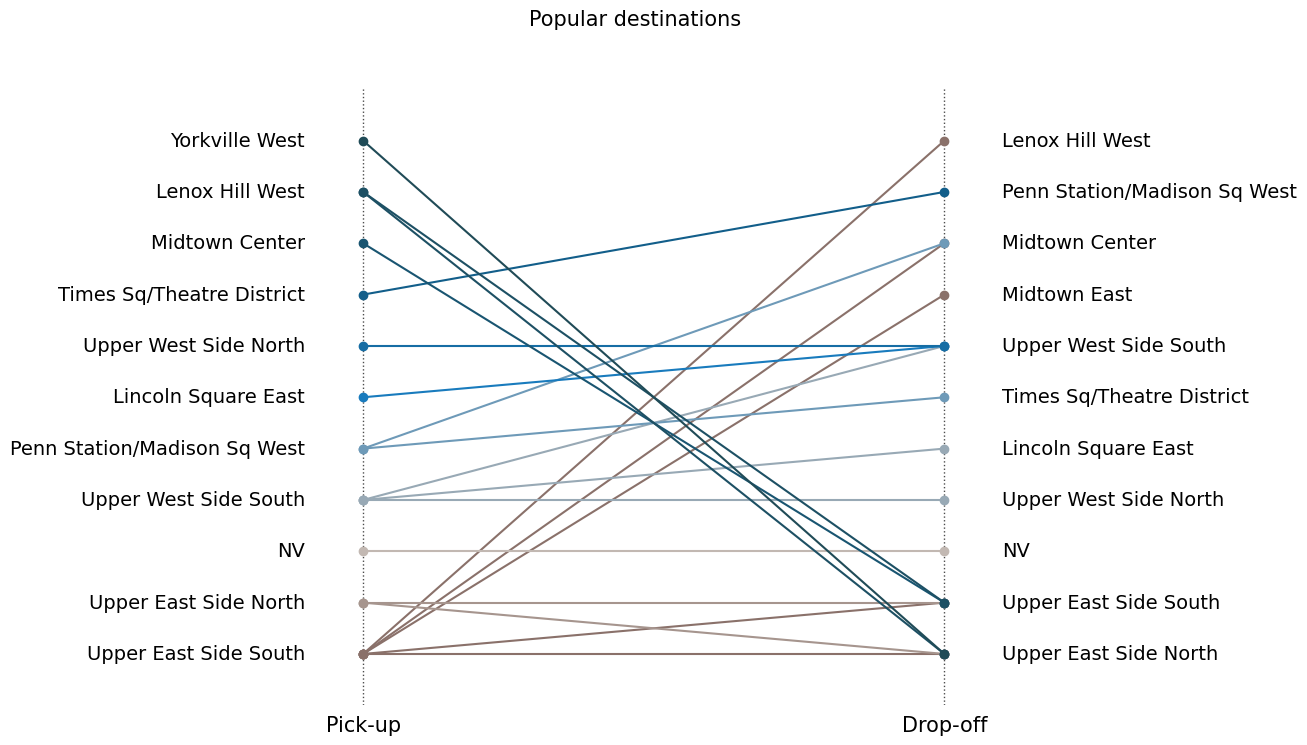 Popular destinations
Yorkville West
Lenox Hill West
Midtown Center
Times Sq/Theatre District
Upper West Side North
Lincoln Square East
Penn Station/Madison Sq West
Upper West Side South
NV
Upper East Side North
Upper East Side South
Lenox Hill West
Penn Station/Madison Sq West
Midtown Center
Midtown East
Upper West Side South
Times Sq/Theatre District
Lincoln Square East
Upper West Side North
NV
Upper East Side South
Upper East Side North
Pick-up
Drop-off